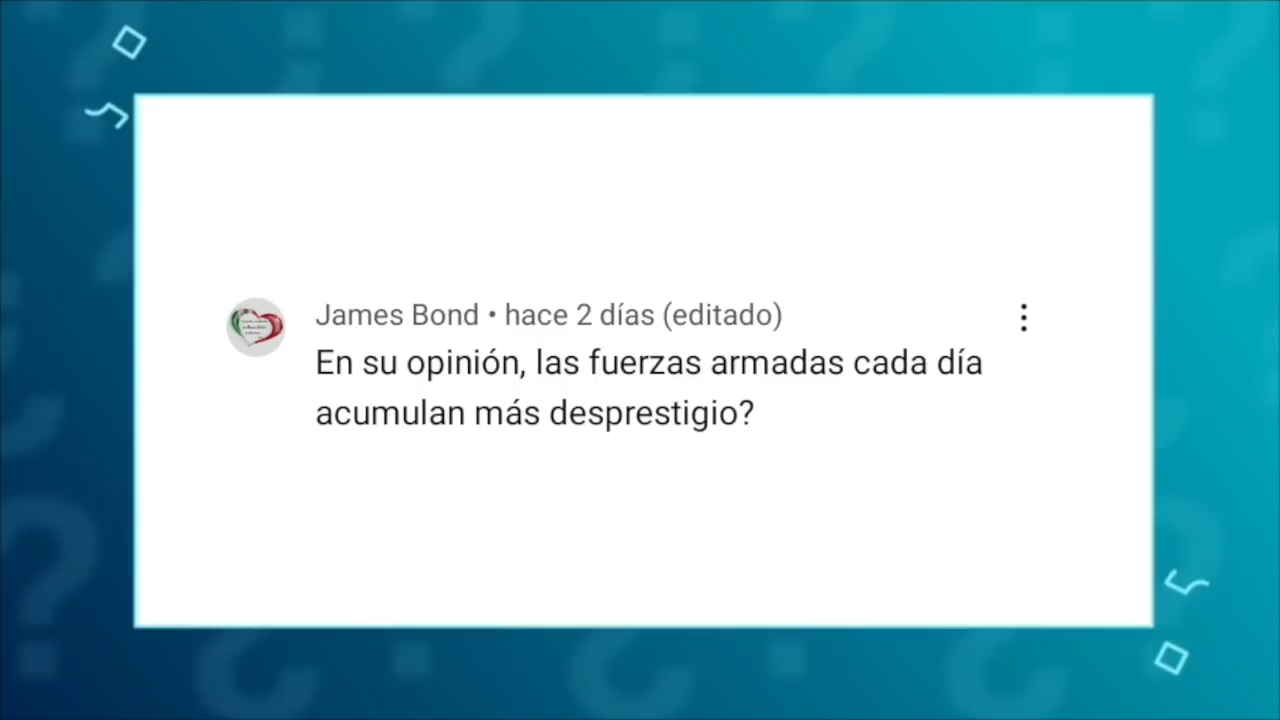 James Bond • hace 2 días (editado)
En su opinión, las fuerzas armadas cada día
acumulan más desprestigio?